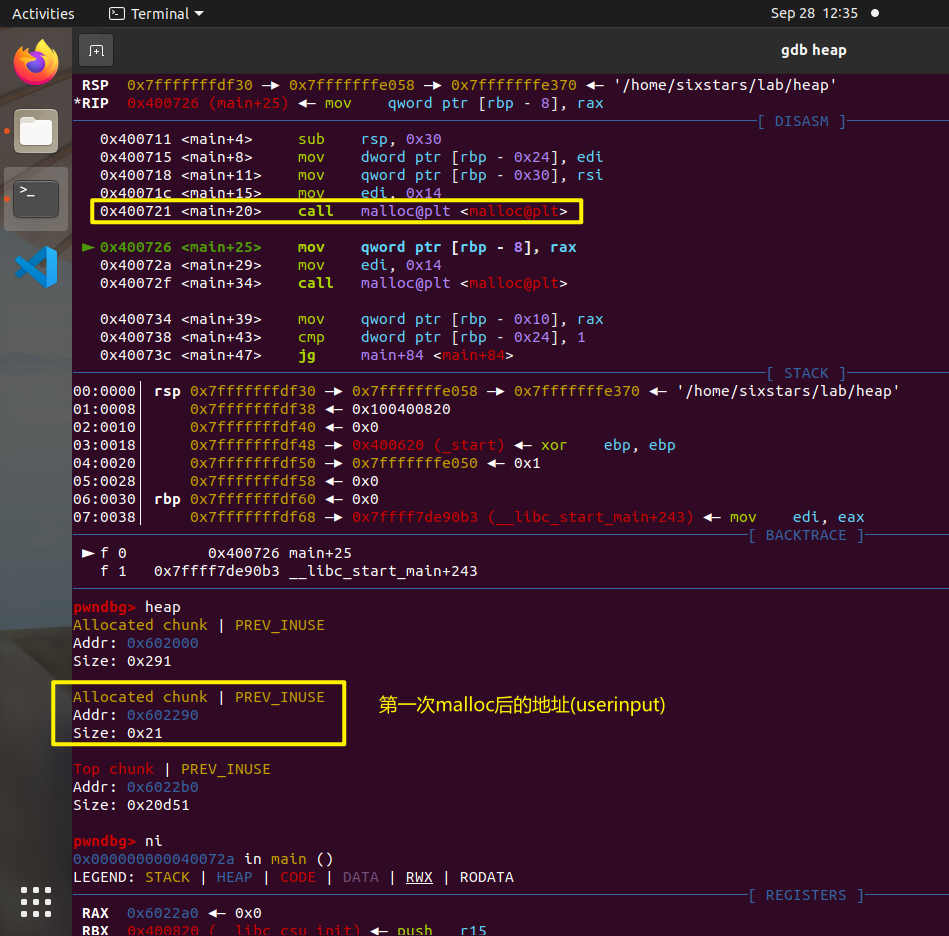 Activities Terminal Sep 28 12:35
gdb heap
RSP 0x7fffffffdf30 —▸ 0x7fffffffe058 —▸ 0x7fffffffe370 ◂— '/home/sixstars/lab/heap'
*RIP 0x400726 (main+25) ◂— mov qword ptr [rbp - 8], rax
[ DISASM ]
0x400711 <main+4> sub rsp, 0x30
0x400715 <main+8> mov dword ptr [rbp - 0x24], edi
0x400718 <main+11> mov qword ptr [rbp - 0x30], rsi
0x40071c <main+15> mov edi, 0x14
0x400721 <main+20> call malloc@plt <malloc@plt>
► 0x400726 <main+25> mov qword ptr [rbp - 8], rax
0x40072a <main+29> mov edi, 0x14
0x40072f <main+34> call malloc@plt <malloc@plt>
0x400734 <main+39> mov qword ptr [rbp - 0x10], rax
0x400738 <main+43> cmp dword ptr [rbp - 0x24], 1
0x40073c <main+47> jg main+84 <main+84>
[ STACK ]
00:0000│ rsp 0x7fffffffdf30 —▸ 0x7fffffffe058 —▸ 0x7fffffffe370 ◂— '/home/sixstars/lab/heap'
01:0008│ 0x7fffffffdf38 ◂— 0x100400820
02:0010│ 0x7fffffffdf40 ◂— 0x0
03:0018│ 0x7fffffffdf48 —▸ 0x400620 (_start) ◂— xor ebp, ebp
04:0020│ 0x7fffffffdf50 —▸ 0x7fffffffe050 ◂— 0x1
05:0028│ 0x7fffffffdf58 ◂— 0x0
06:0030│ rbp 0x7fffffffdf60 ◂— 0x0
07:0038│ 0x7fffffffdf68 —▸ 0x7ffff7de90b3 (__libc_start_main+243) ◂— mov edi, eax
[ BACKTRACE ]
► f 0 0x400726 main+25
f 1 0x7ffff7de90b3 __libc_start_main+243
pwndbg> heap
Allocated chunk | PREV_INUSE
Addr: 0x602000
Size: 0x291
Allocated chunk | PREV_INUSE
Addr: 0x602290
Size: 0x21
第一次malloc后的地址(userinput)
Top chunk | PREV_INUSE
Addr: 0x6022b0
Size: 0x20d51
pwndbg> ni
0x000000000040072a in main ()
LEGEND: STACK | HEAP | CODE | DATA | RWX | RODATA
[ REGISTERS ]
RAX 0x6022a0 ◂— 0x0
RBX 0x400820 (__libc_csu_init) ◂— push r15